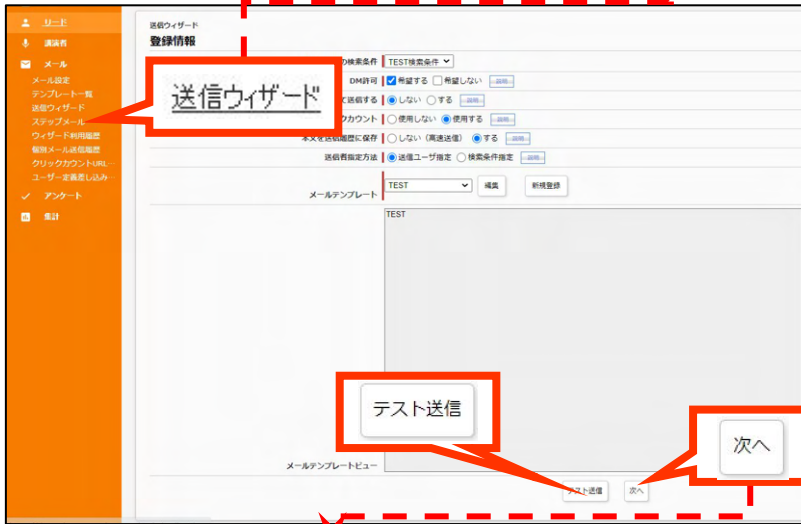 リード
講演者
メール
メール設定
テンプレート一覧
送信ウィザード
ステップメール
ウィザード利用履歴
個別メール送信履歴
クリックカウントURL…
ユーザー定義差し込み…
アンケート
集計
送信ウィザード
登録情報
の検索条件 TEST検索条件
DM許可 希望する 希望しない 説明
て送信する しない する 説明
クカウント 使用しない 使用する 説明
本文を送信履歴に保存 しない（高速送信） する 説明
送信者指定方法 送信ユーザ指定 検索条件指定 説明
メールテンプレート TEST 編集 新規登録
TEST
メールテンプレートビュー
テスト送信 次へ
送信ウィザード
テスト送信
次へ